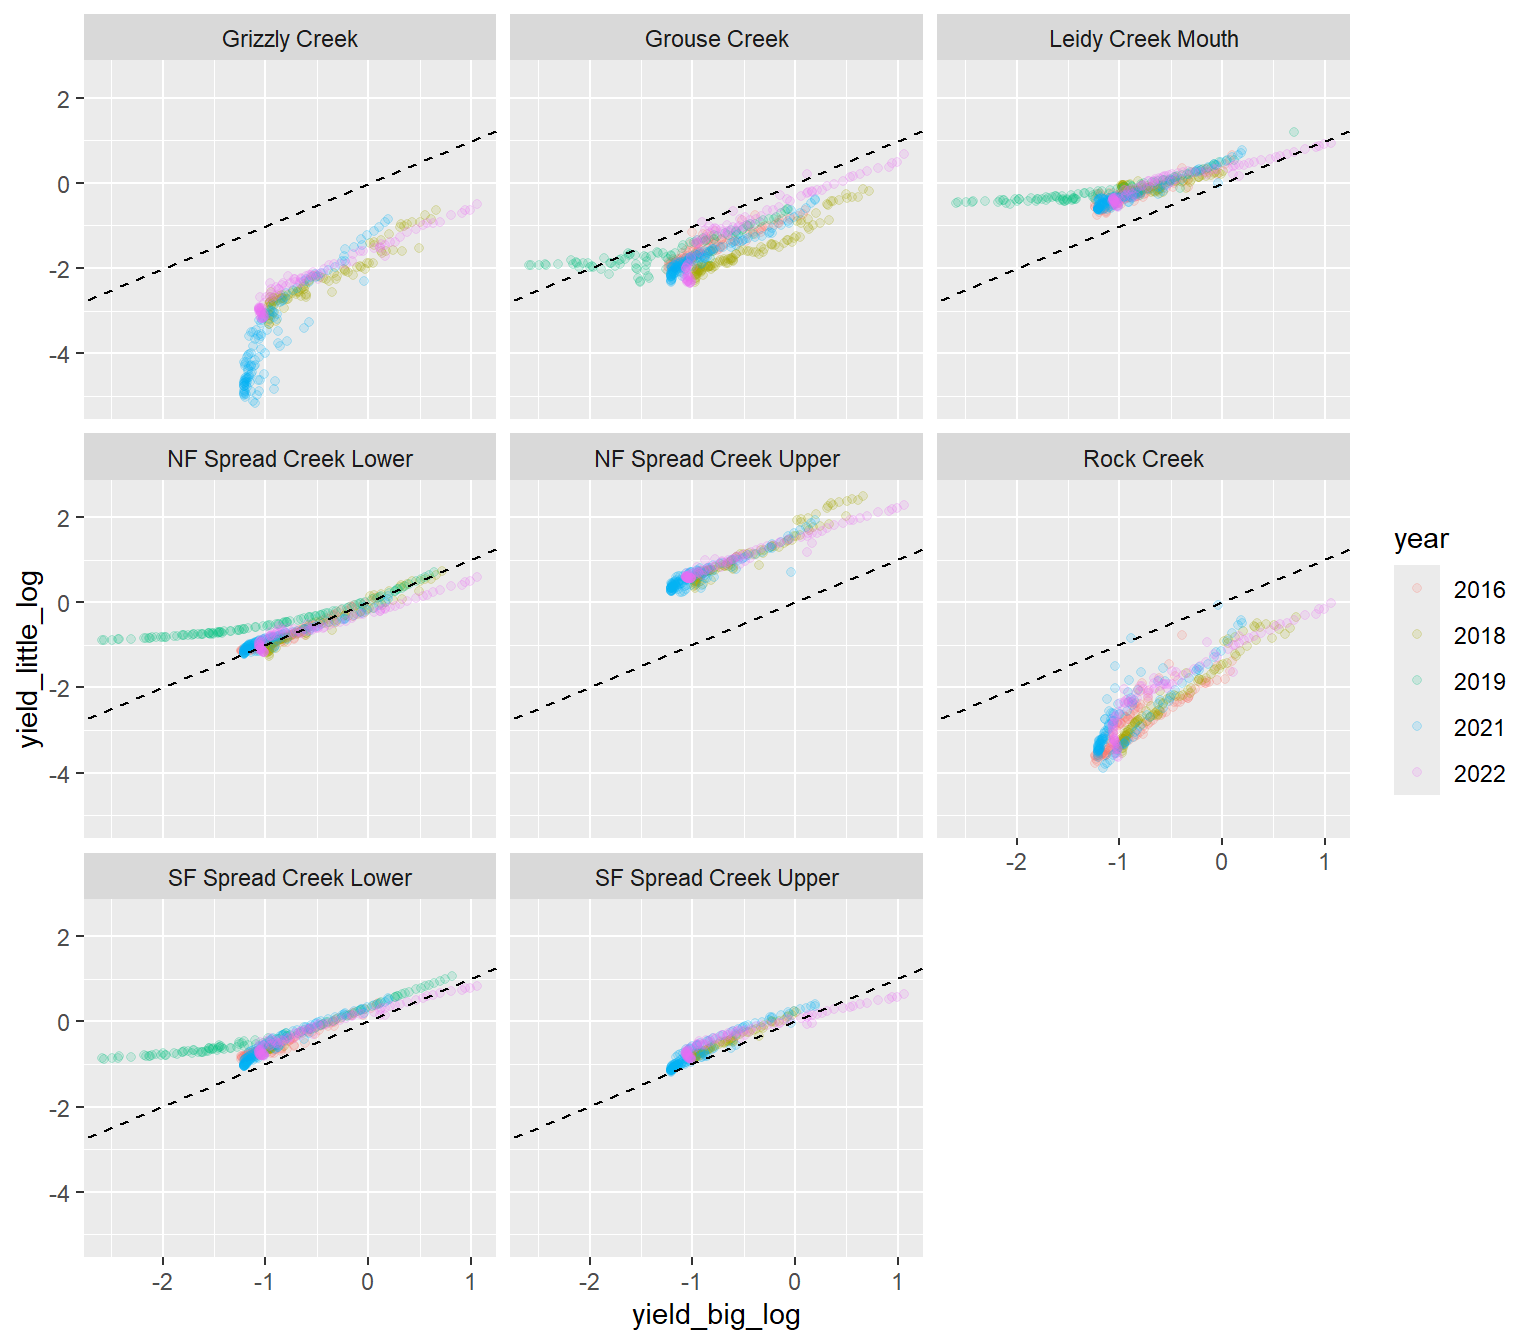 Grizzly Creek
Grouse Creek
Leidy Creek Mouth
2
0
-2
-4
NF Spread Creek Lower
NF Spread Creek Upper
Rock Creek
2
0
-2
-4
-2 -1 0 1
SF Spread Creek Lower
SF Spread Creek Upper
2
0
-2
-4
-2 -1 0 1
-2 -1 0 1
yield_big_log
yield_little_log
year
2016
2018
2019
2021
2022